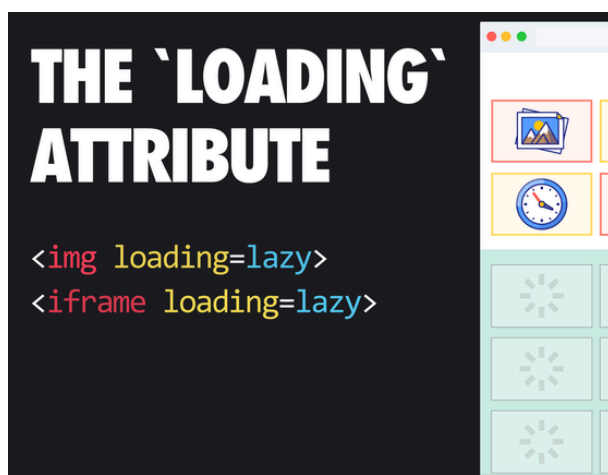 THE `LOADING`
ATTRIBUTE
<img loading=lazy>
<iframe loading=lazy>